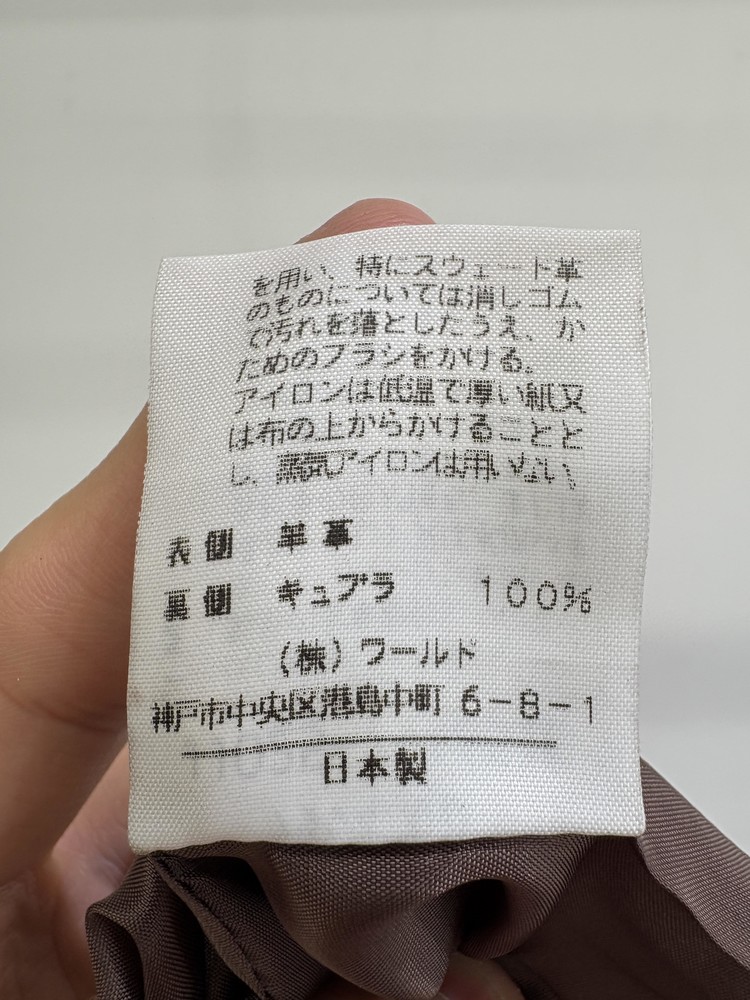 を用い、特にスウェード革
のものについては消しゴム
で汚れを落としたうえ、か
ためのブラシをかける。
アイロンは低温で厚い紙又
は布の上からかけることと
し、蒸気アイロンは用いない。
表側 羊革
裏側 キュプラ 100%
(株)ワールド
神戸市中央区港島中町6-8-1
日本製